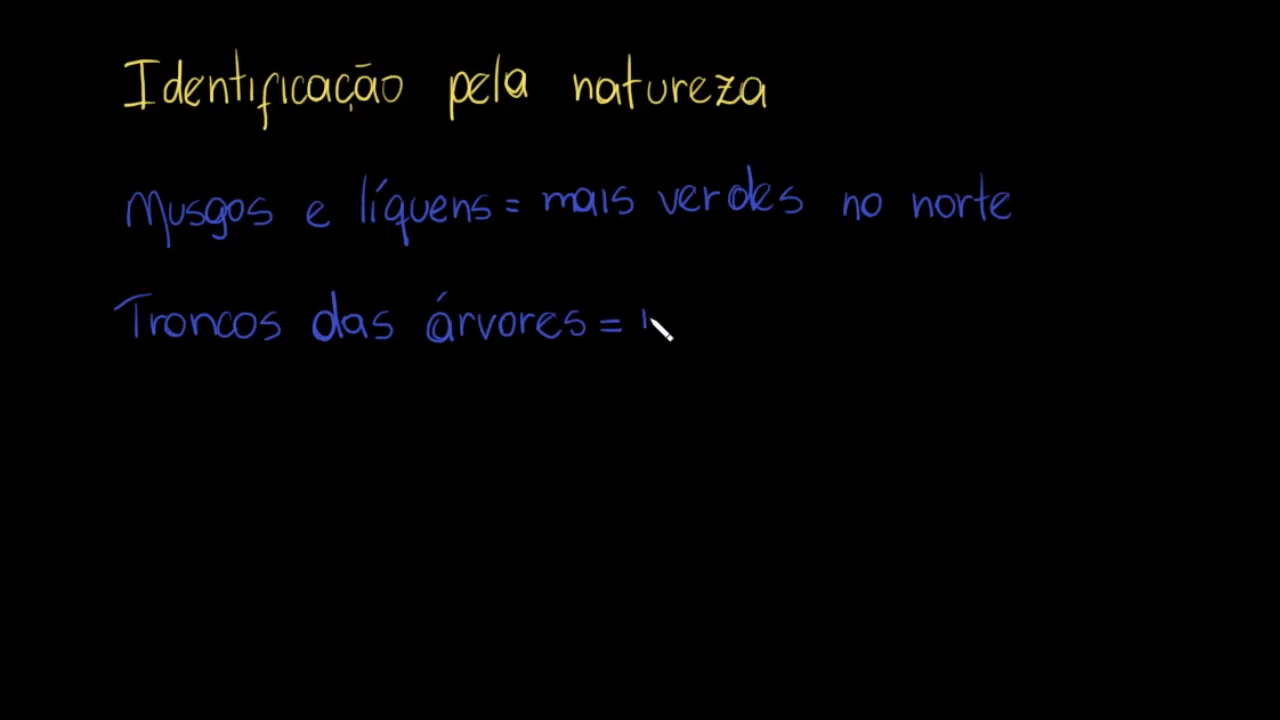 Identificação pela natureza
Musgos e líquens = mais verdes no norte
Troncos das árvores =